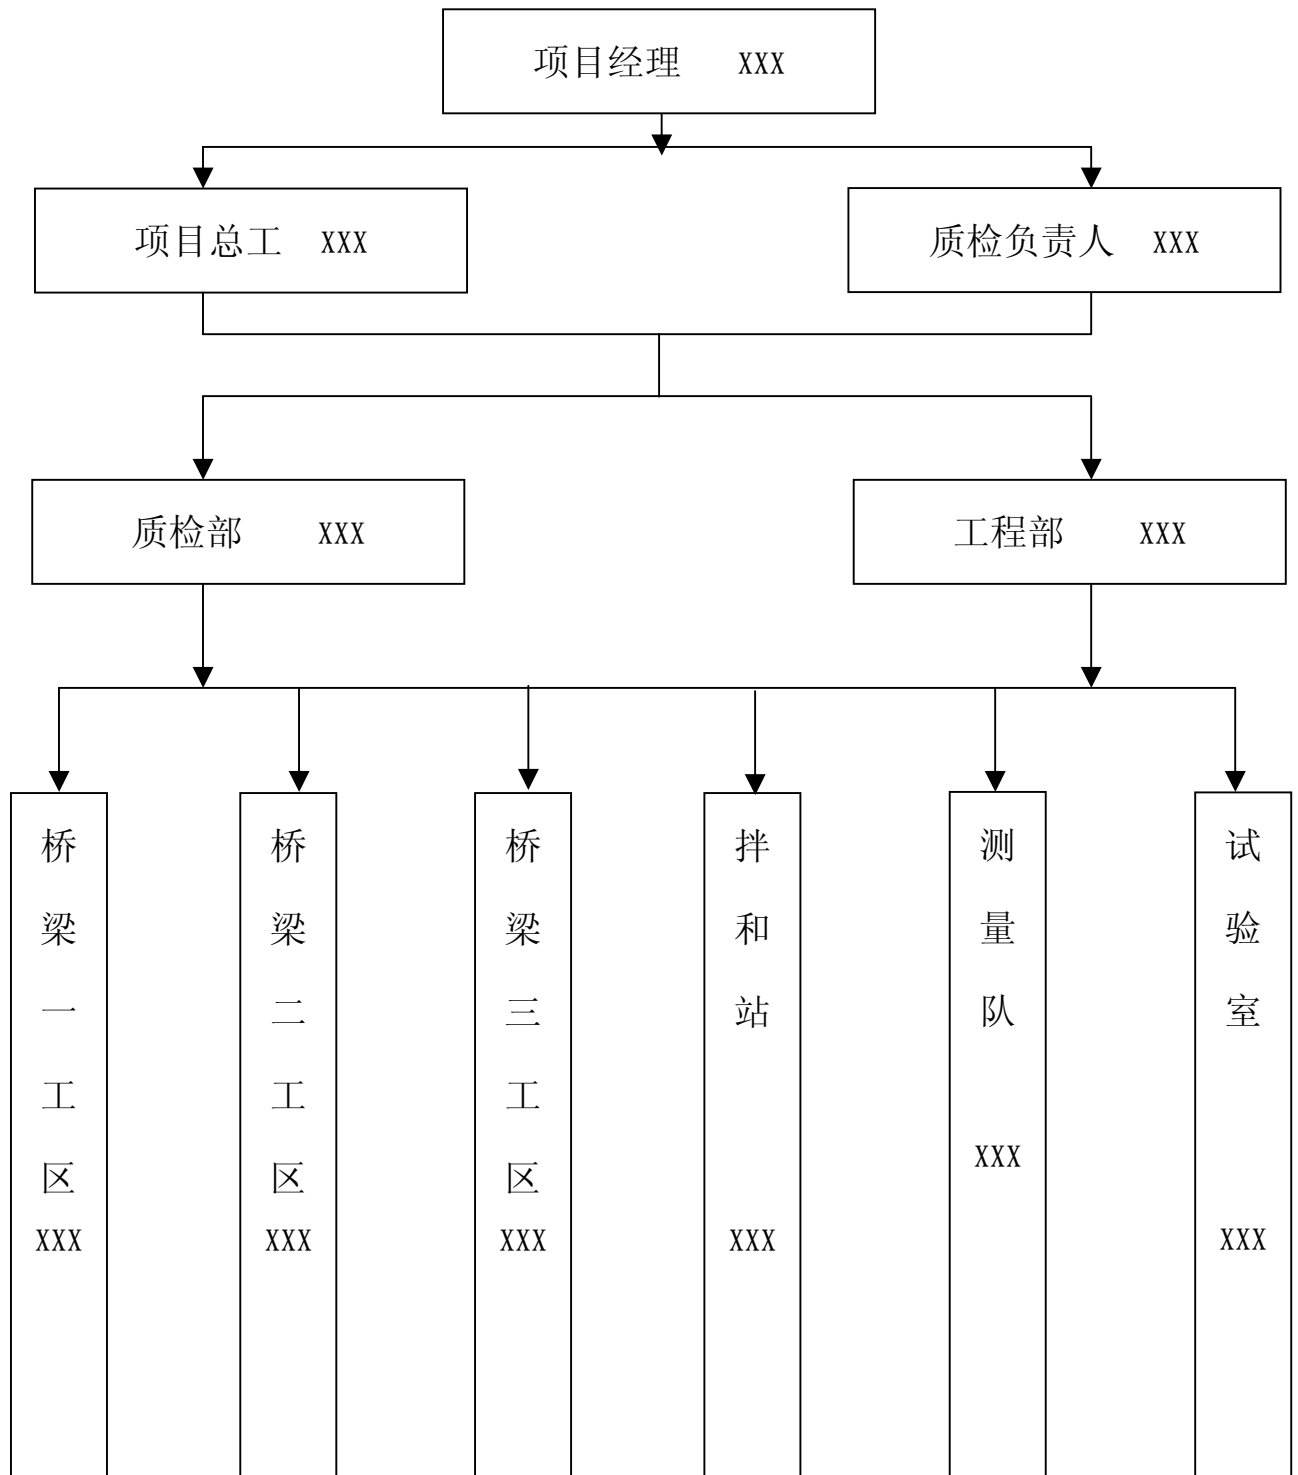 项目经理 XXX
项目总工 XXX
质检负责人 XXX
质检部 XXX
工程部 XXX
桥梁一工区
XXX
桥梁二工区
XXX
桥梁三工区
XXX
拌和站
XXX
测量队
XXX
试验室
XXX